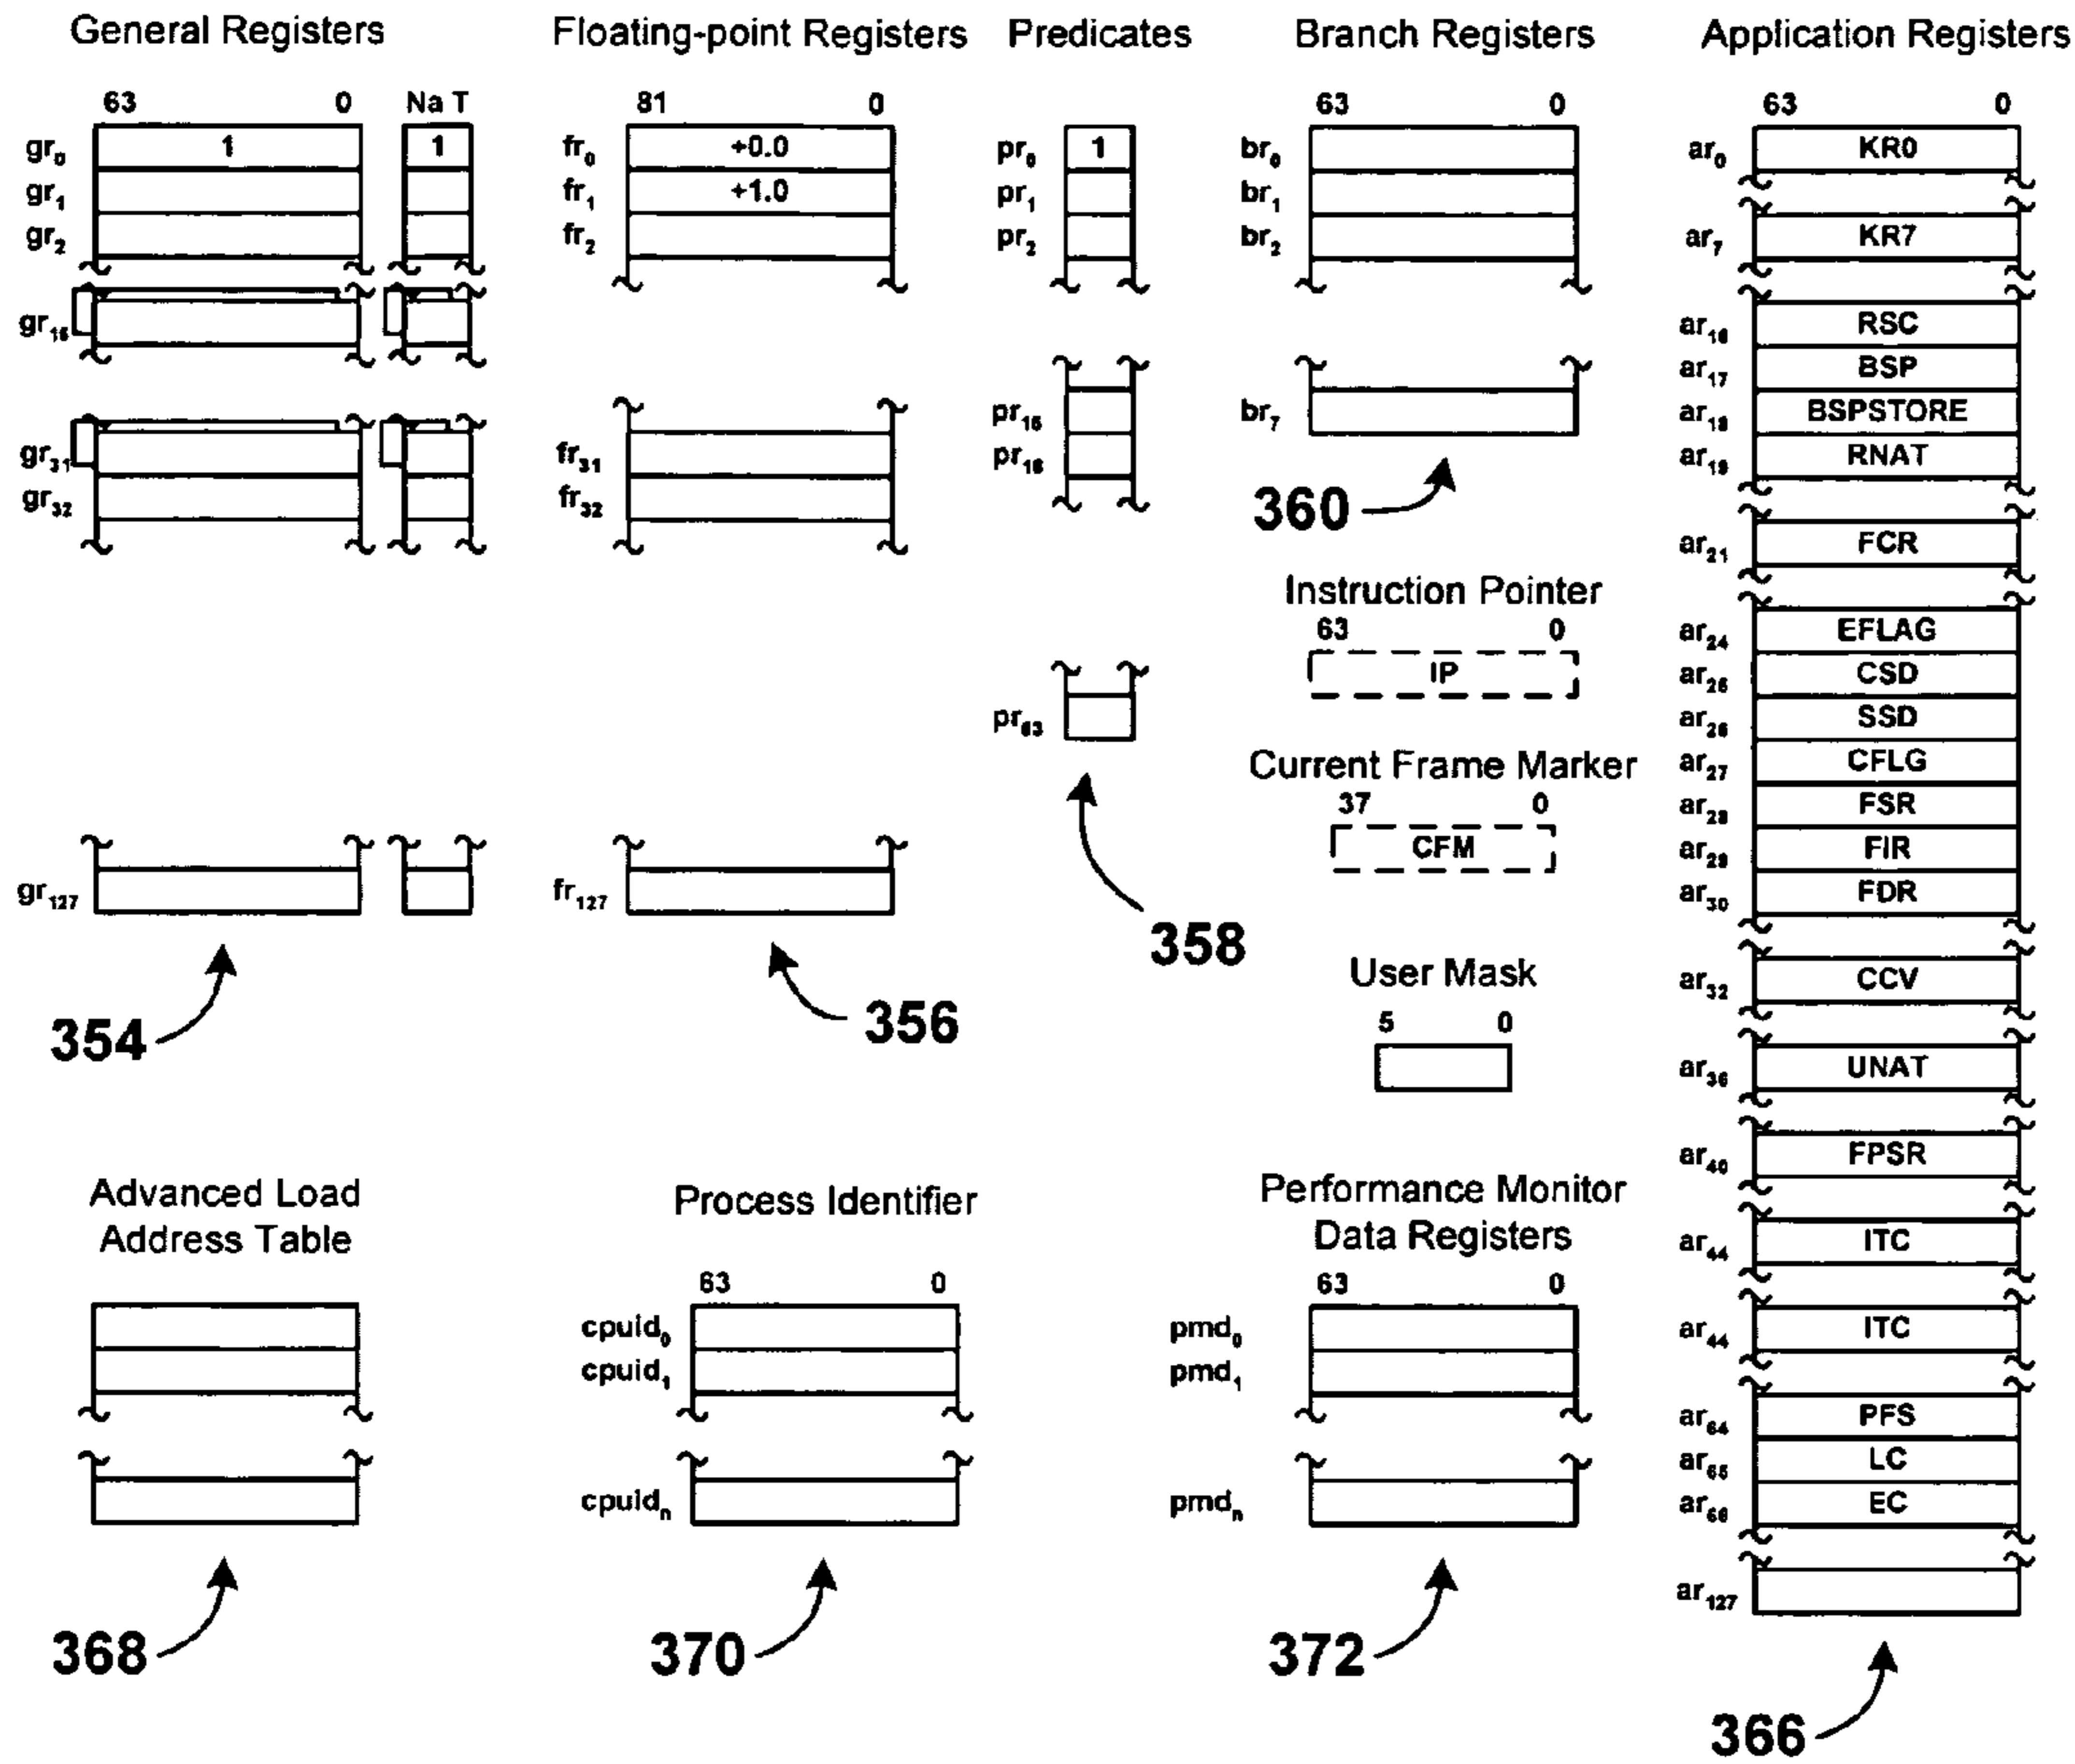 General Registers
63 0 Na T
gr0 1 1
gr1
gr2
gr16
gr31
gr32
gr127
354
Floating-point Registers
81 0
fr0 +0.0
fr1 +1.0
fr2
fr31
fr32
fr127
356
Predicates
pr0 1
pr1
pr2
pr15
pr16
pr63
358
Branch Registers
63 0
br0
br1
br2
br7
360
Instruction Pointer
63 0
IP
Current Frame Marker
37 0
CFM
User Mask
5 0
Application Registers
63 0
ar0 KR0
ar7 KR7
ar16 RSC
ar17 BSP
ar18 BSPSTORE
ar19 RNAT
ar21 FCR
ar24 EFLAG
ar25 CSD
ar26 SSD
ar27 CFLG
ar28 FSR
ar29 FIR
ar30 FDR
ar32 CCV
ar36 UNAT
ar40 FPSR
ar44 ITC
ar44 ITC
ar64 PFS
ar65 LC
ar66 EC
ar127
366
Advanced Load
Address Table
368
Process Identifier
63 0
cpuid0
cpuid1
cpuidn
370
Performance Monitor
Data Registers
63 0
pmd0
pmd1
pmdn
372